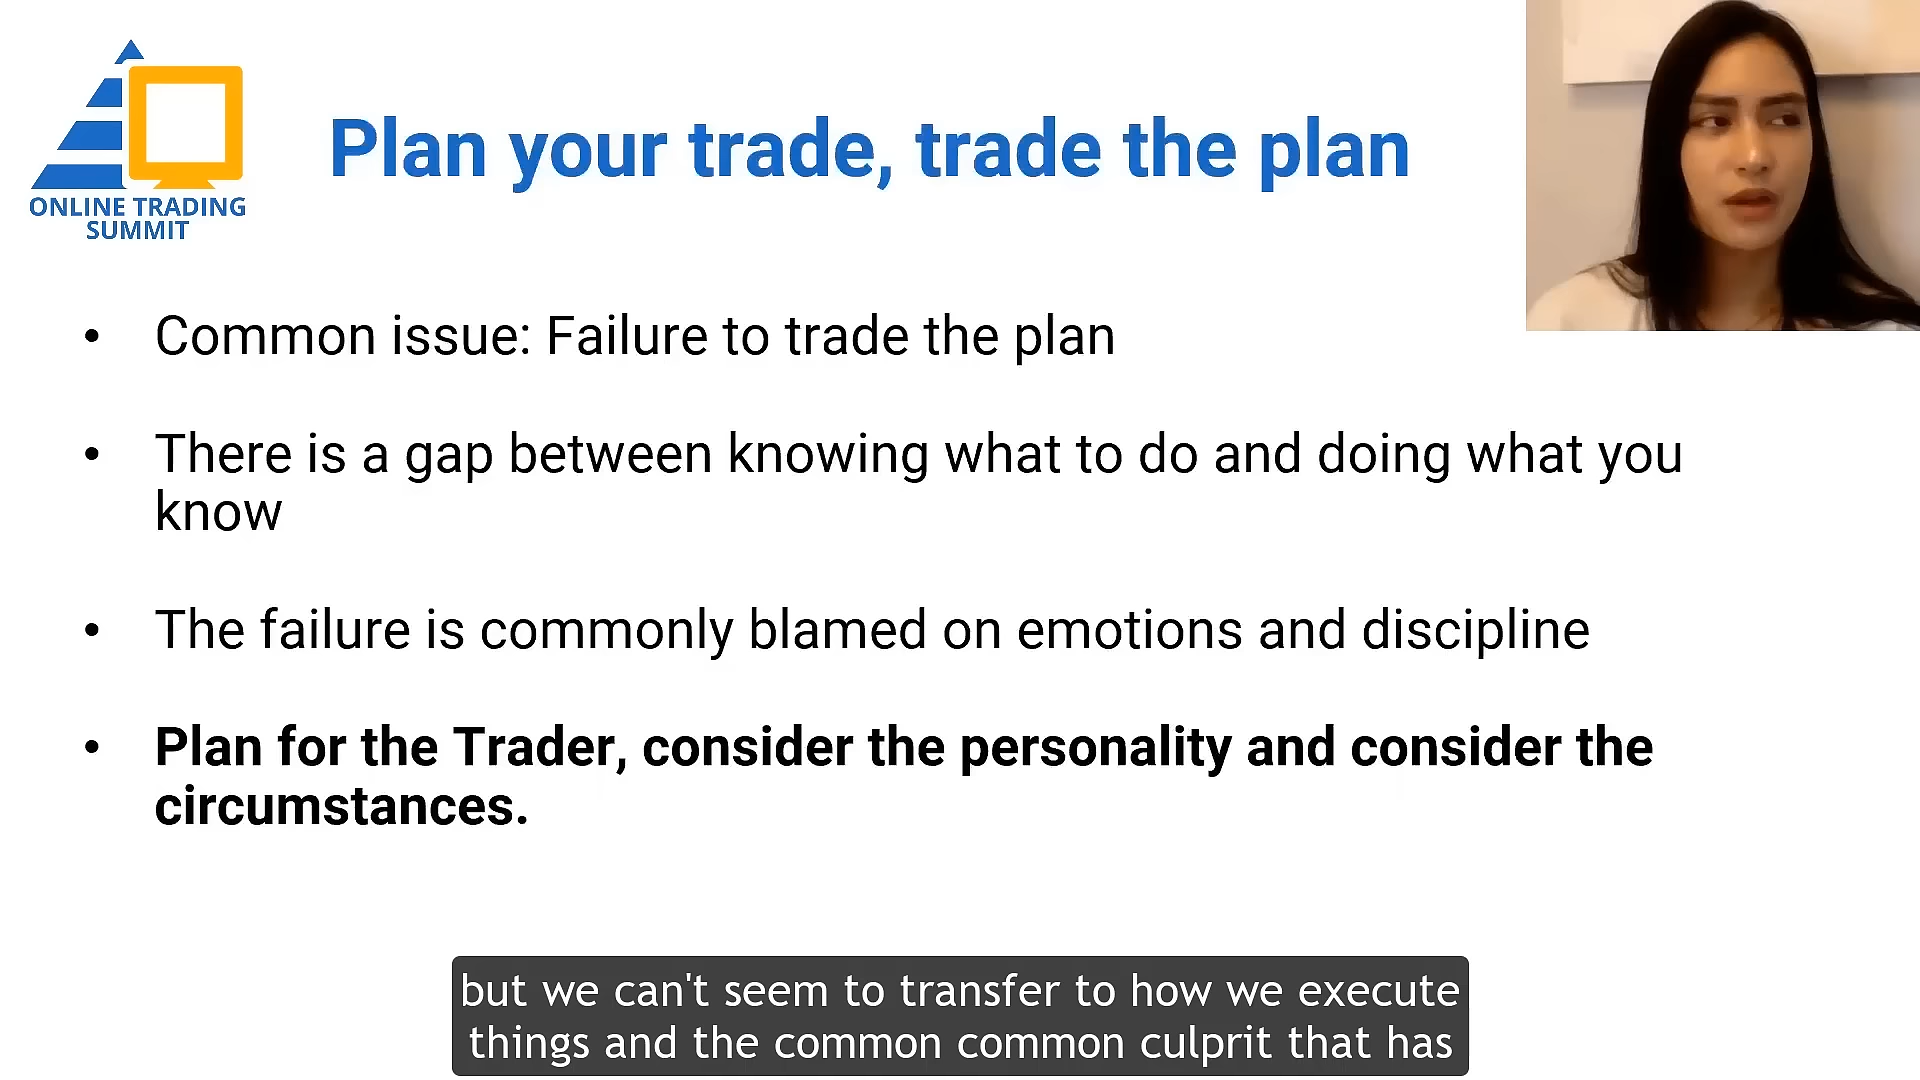 ONLINE TRADING
SUMMIT
Plan your trade, trade the plan
• Common issue: Failure to trade the plan
• There is a gap between knowing what to do and doing what you
know
• The failure is commonly blamed on emotions and discipline
• Plan for the Trader, consider the personality and consider the
circumstances.
but we can't seem to transfer to how we execute
things and the common common culprit that has